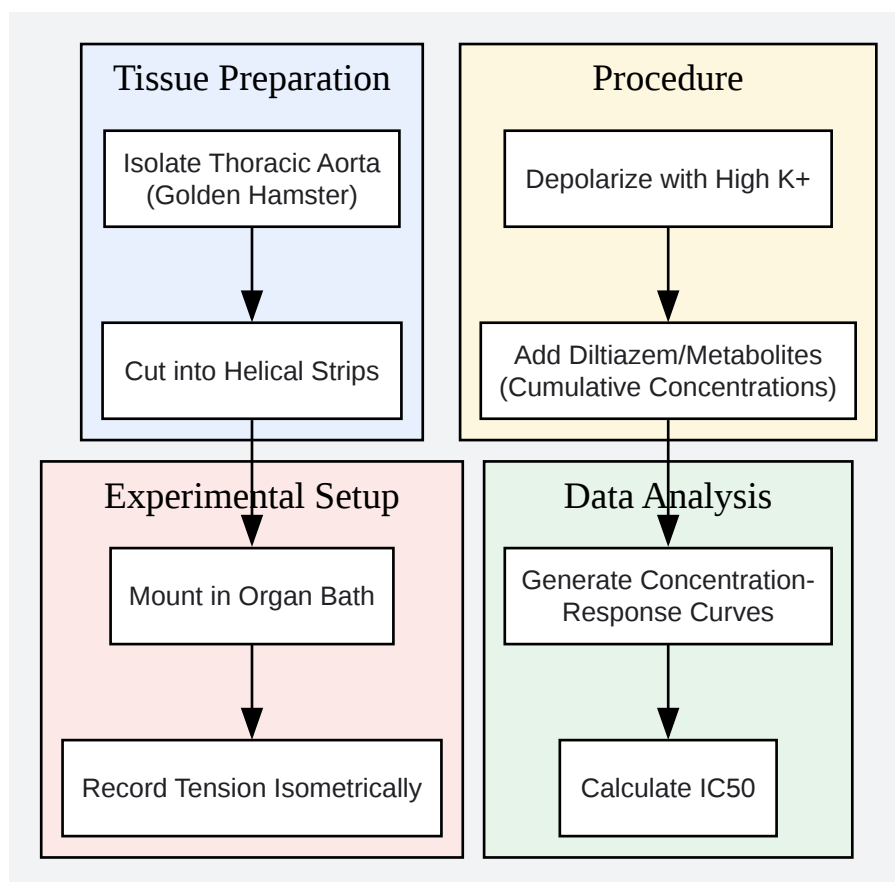 Tissue Preparation
Isolate Thoracic Aorta
(Golden Hamster)
Cut into Helical Strips
Experimental Setup
Mount in Organ Bath
Record Tension Isometrically
Procedure
Depolarize with High K+
Add Diltiazem/Metabolites
(Cumulative Concentrations)
Data Analysis
Generate Concentration-
Response Curves
Calculate IC50